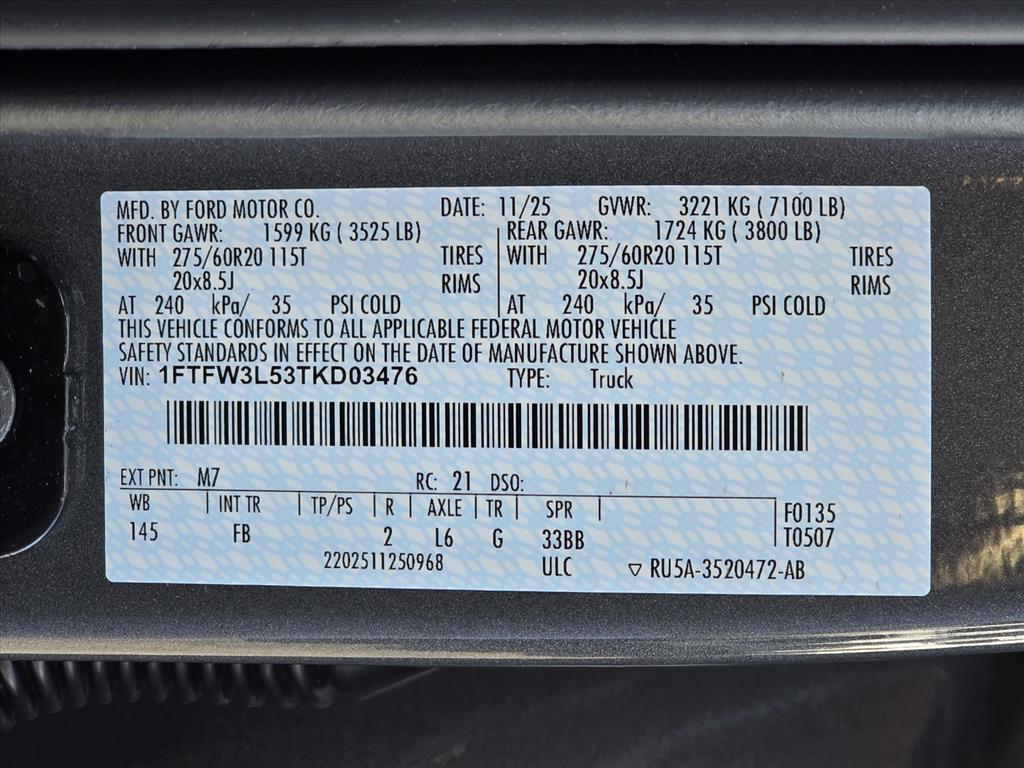 MFD. BY FORD MOTOR CO. DATE: 11/25 GVWR: 3221 KG ( 7100 LB)
FRONT GAWR: 1599 KG ( 3525 LB) REAR GAWR: 1724 KG ( 3800 LB)
WITH 275/60R20 115T TIRES WITH 275/60R20 115T TIRES
20x8.5J RIMS 20x8.5J RIMS
AT 240 kPa/ 35 PSI COLD AT 240 kPa/ 35 PSI COLD
THIS VEHICLE CONFORMS TO ALL APPLICABLE FEDERAL MOTOR VEHICLE
SAFETY STANDARDS IN EFFECT ON THE DATE OF MANUFACTURE SHOWN ABOVE.
VIN: 1FTFW3L53TKD03476 TYPE: Truck
EXT PNT: M7 RC: 21 DSO:
WB INT TR TP/PS R AXLE TR SPR F0135
145 FB 2 L6 G 33BB T0507
2202511250968 ULC ▽ RU5A-3520472-AB